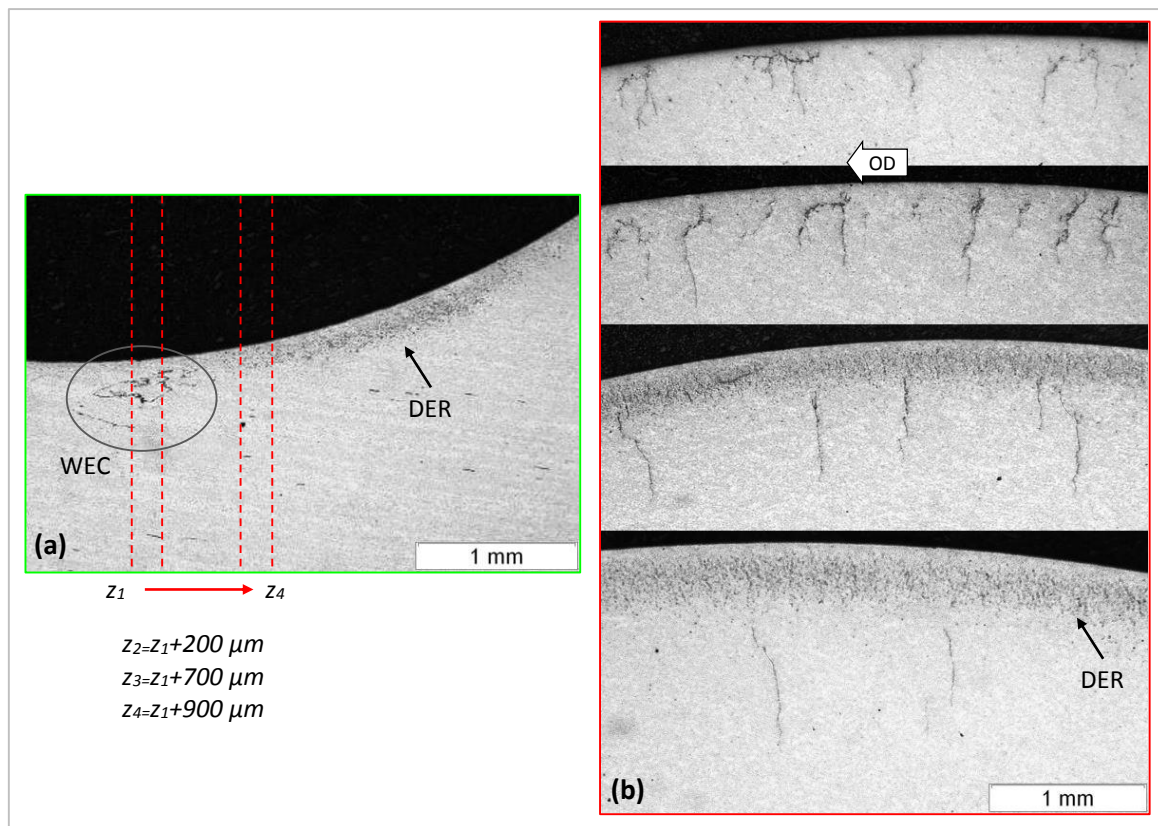 WEC
DER
(a)
1 mm
z1
z4
z2=z1+200 μm
z3=z1+700 μm
z4=z1+900 μm
OD
DER
(b)
1 mm